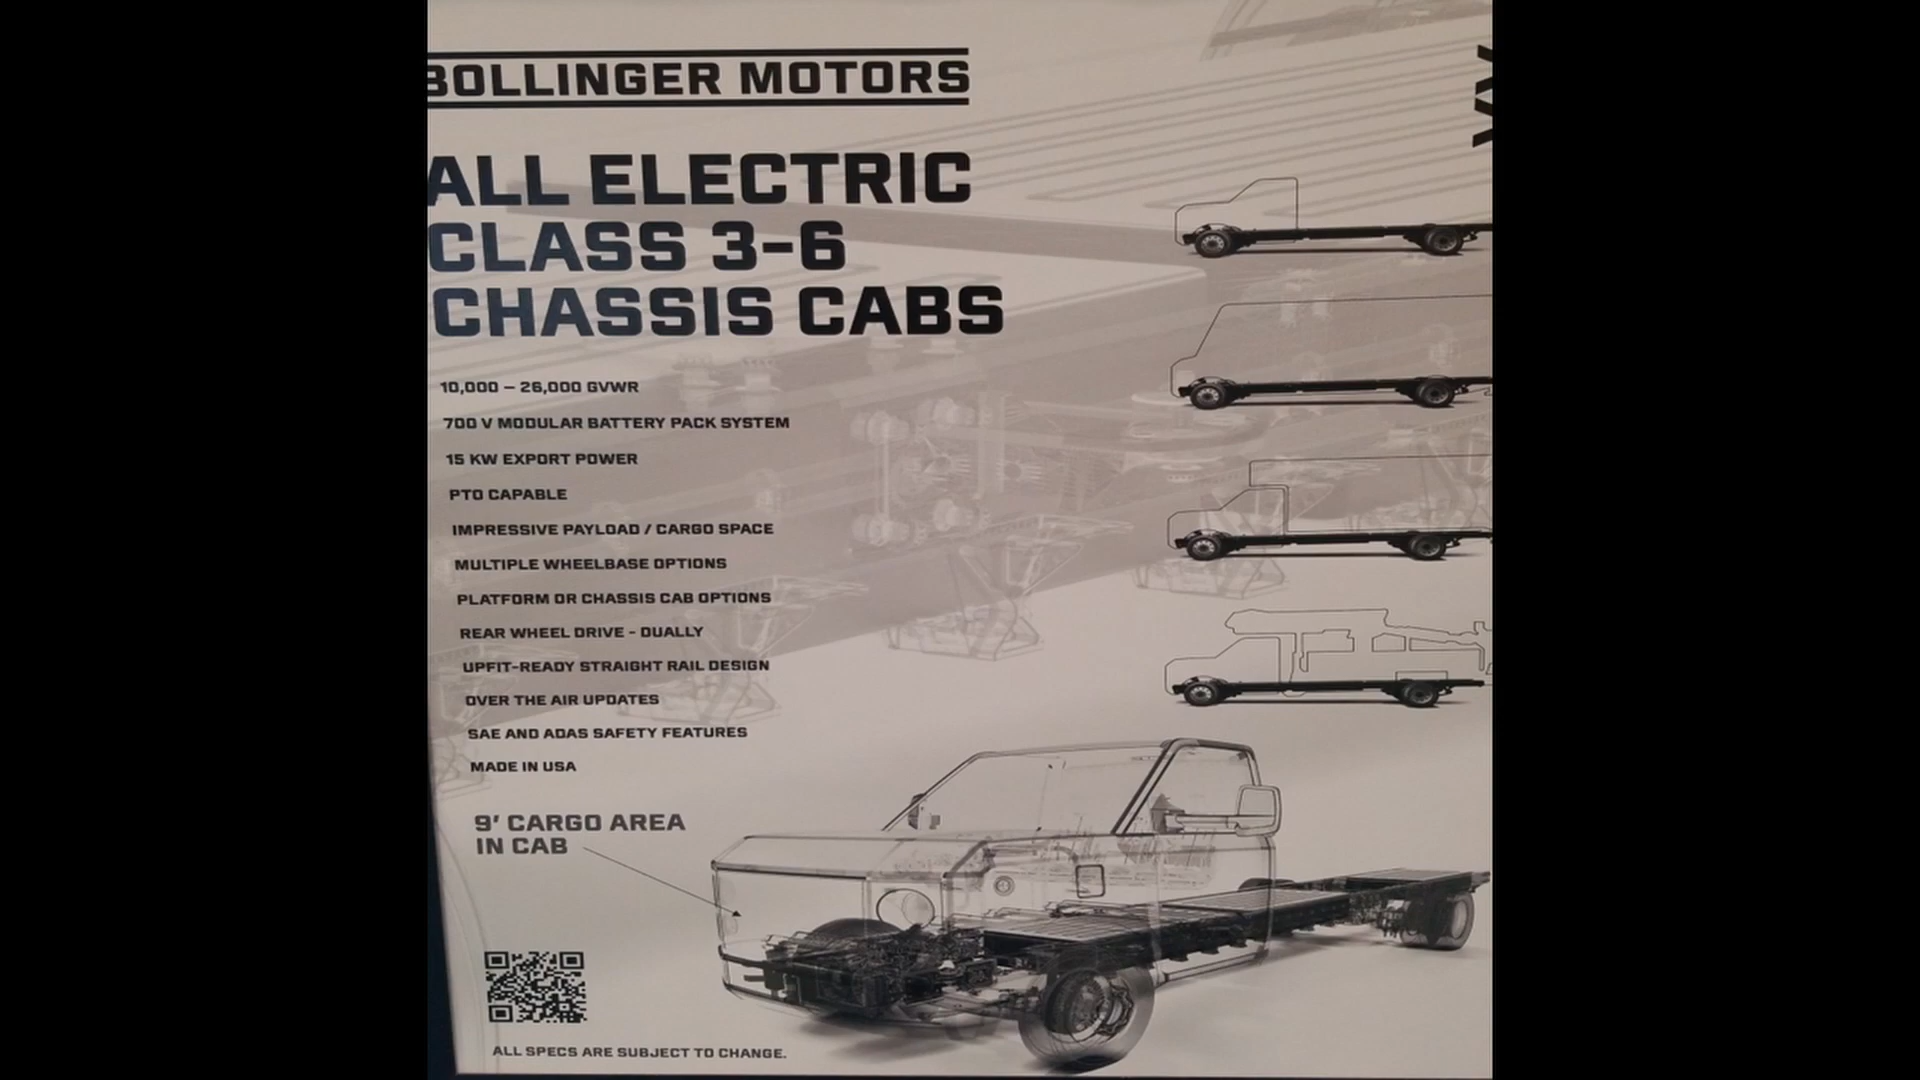 BOLLINGER MOTORS
ALL ELECTRIC
CLASS 3-6
CHASSIS CABS
10,000 – 26,000 GVWR
700 V MODULAR BATTERY PACK SYSTEM
15 KW EXPORT POWER
PTO CAPABLE
IMPRESSIVE PAYLOAD / CARGO SPACE
MULTIPLE WHEELBASE OPTIONS
PLATFORM OR CHASSIS CAB OPTIONS
REAR WHEEL DRIVE - DUALLY
UPFIT-READY STRAIGHT RAIL DESIGN
OVER THE AIR UPDATES
SAE AND ADAS SAFETY FEATURES
MADE IN USA
9' CARGO AREA
IN CAB
ALL SPECS ARE SUBJECT TO CHANGE.